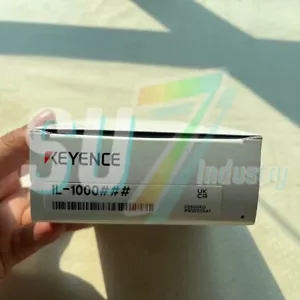 KEYENCE
SU7
Industry
IL-1000###
UK
CA